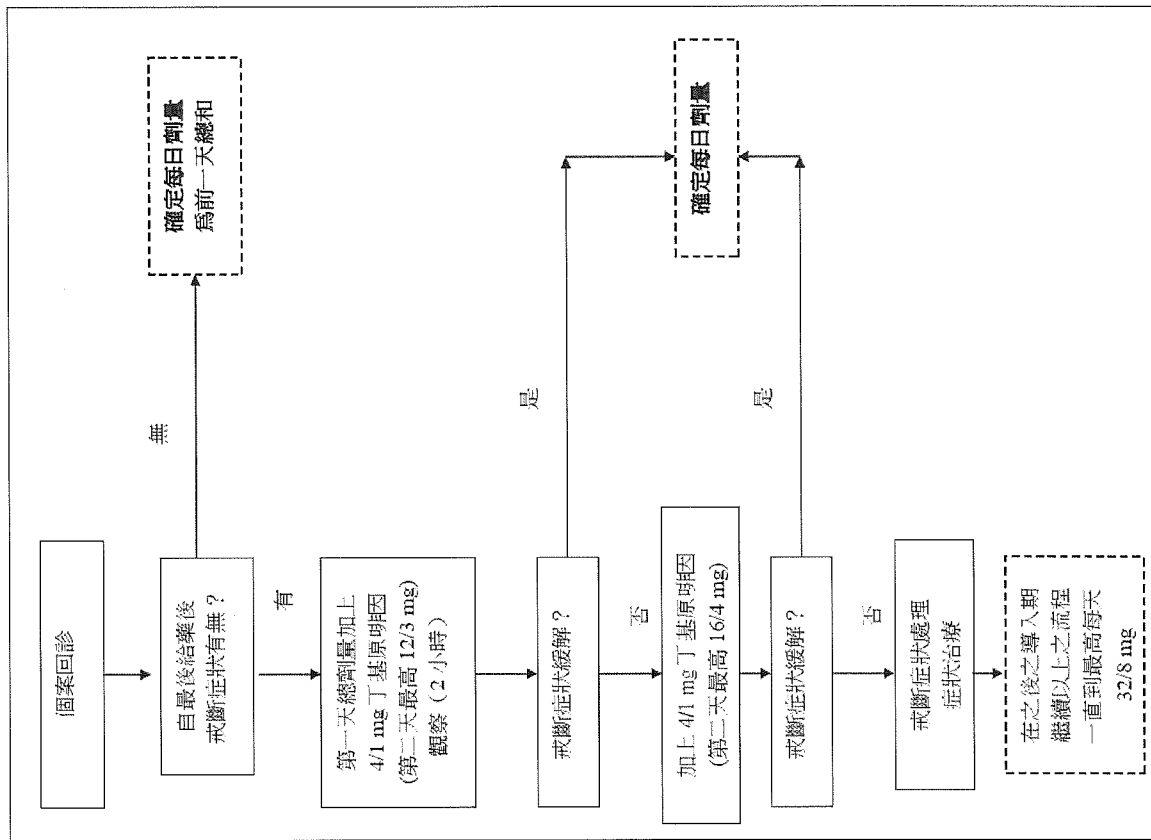 個案回診
自最後給藥後
戒斷症狀有無？
無
確定每日劑量
爲前一天總和
有
第一天總劑量加上
4/1 mg 丁基原啡因
(第二天最高 12/3 mg)
觀察（2 小時）
戒斷症狀緩解？
是
確定每日劑量
否
加上 4/1 mg 丁基原啡因
(第二天最高 16/4 mg)
戒斷症狀緩解？
是
否
戒斷症狀處理
症狀治療
在之後之導入期
繼續以上之流程
一直到最高每天
32/8 mg